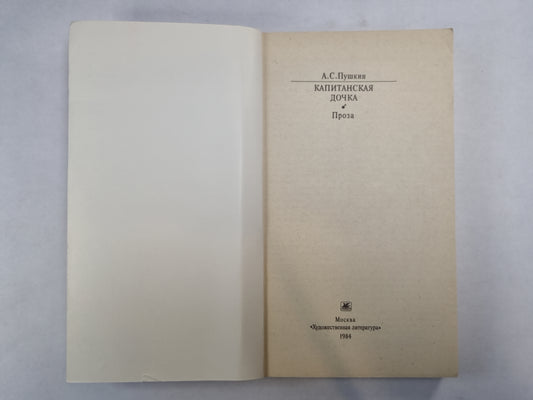 А.С.Пушкин
КАПИТАНСКАЯ
ДОЧКА
Проза
Москва
«Художественная литература»
1984